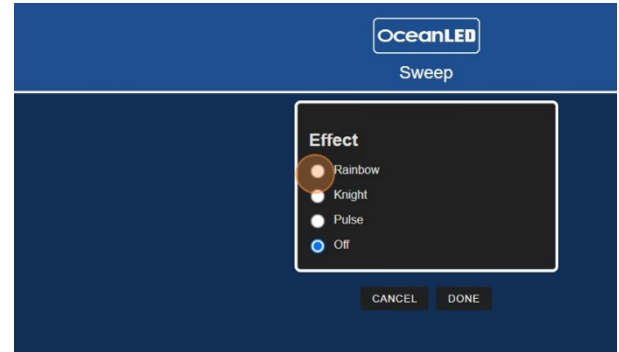 OceanLED
Sweep
Effect
Rainbow
Knight
Pulse
Off
CANCEL DONE